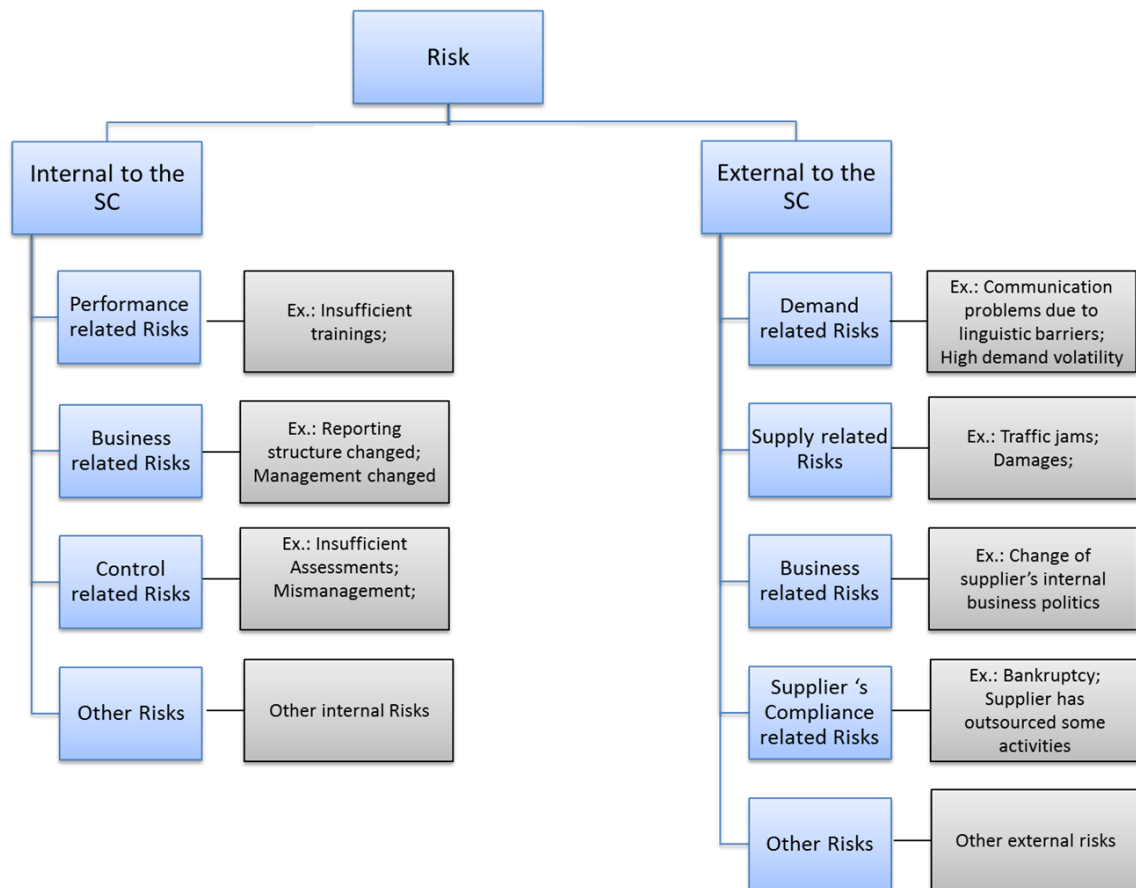 Risk
Internal to the
SC
Performance
related Risks
Ex.: Insufficient
trainings;
Business
related Risks
Ex.: Reporting
structure changed;
Management changed
Control
related Risks
Ex.: Insufficient
Assessments;
Mismanagement;
Other Risks
Other internal Risks
External to the
SC
Demand
related Risks
Ex.: Communication
problems due to
linguistic barriers;
High demand volatility
Supply related
Risks
Ex.: Traffic jams;
Damages;
Business
related Risks
Ex.: Change of
supplier’s internal
business politics
Supplier ‘s
Compliance
related Risks
Ex.: Bankruptcy;
Supplier has
outsourced some
activities
Other Risks
Other external risks